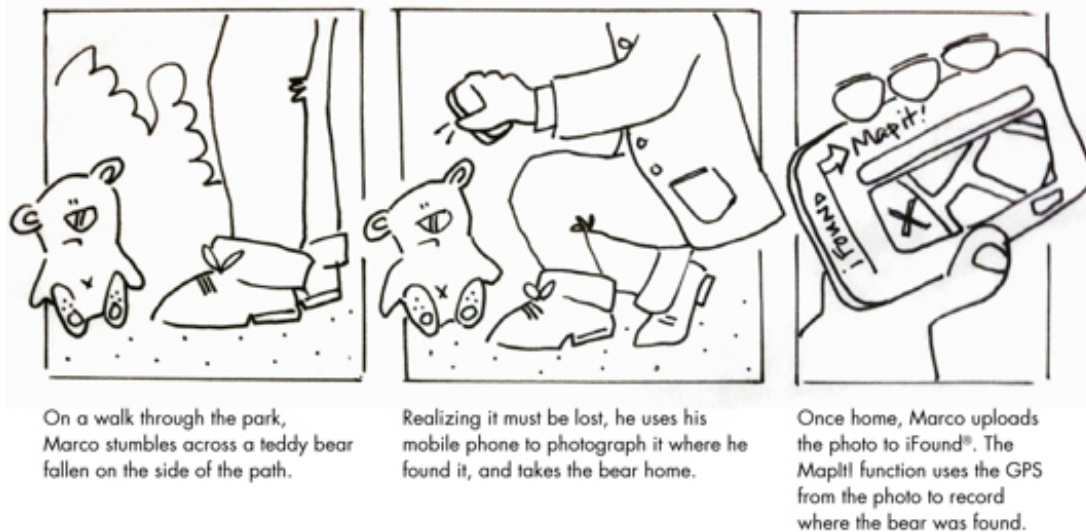 Map it!
i FOUND
On a walk through the park,
Marco stumbles across a teddy bear
fallen on the side of the path.
Realizing it must be lost, he uses his
mobile phone to photograph it where he
found it, and takes the bear home.
Once home, Marco uploads
the photo to iFound®. The
MapIt! function uses the GPS
from the photo to record
where the bear was found.